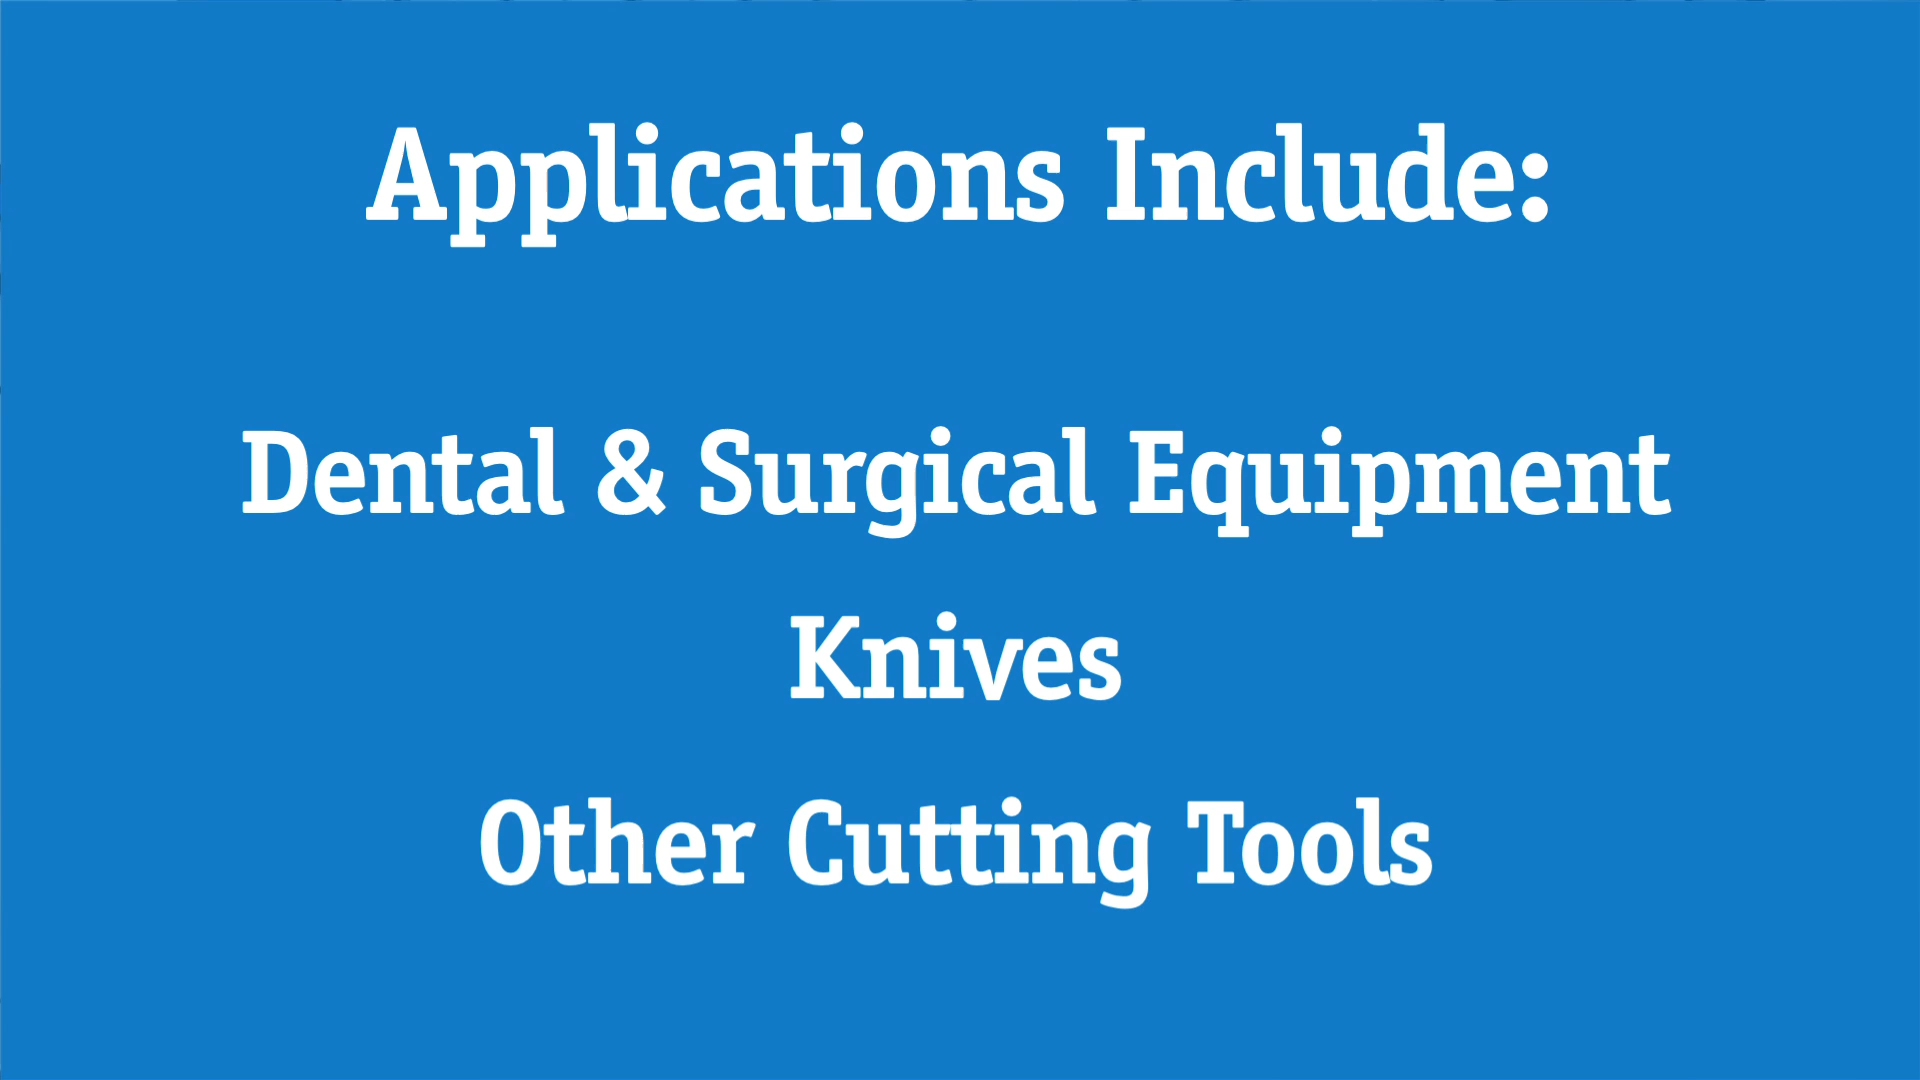 Applications Include:
Dental & Surgical Equipment
Knives
Other Cutting Tools